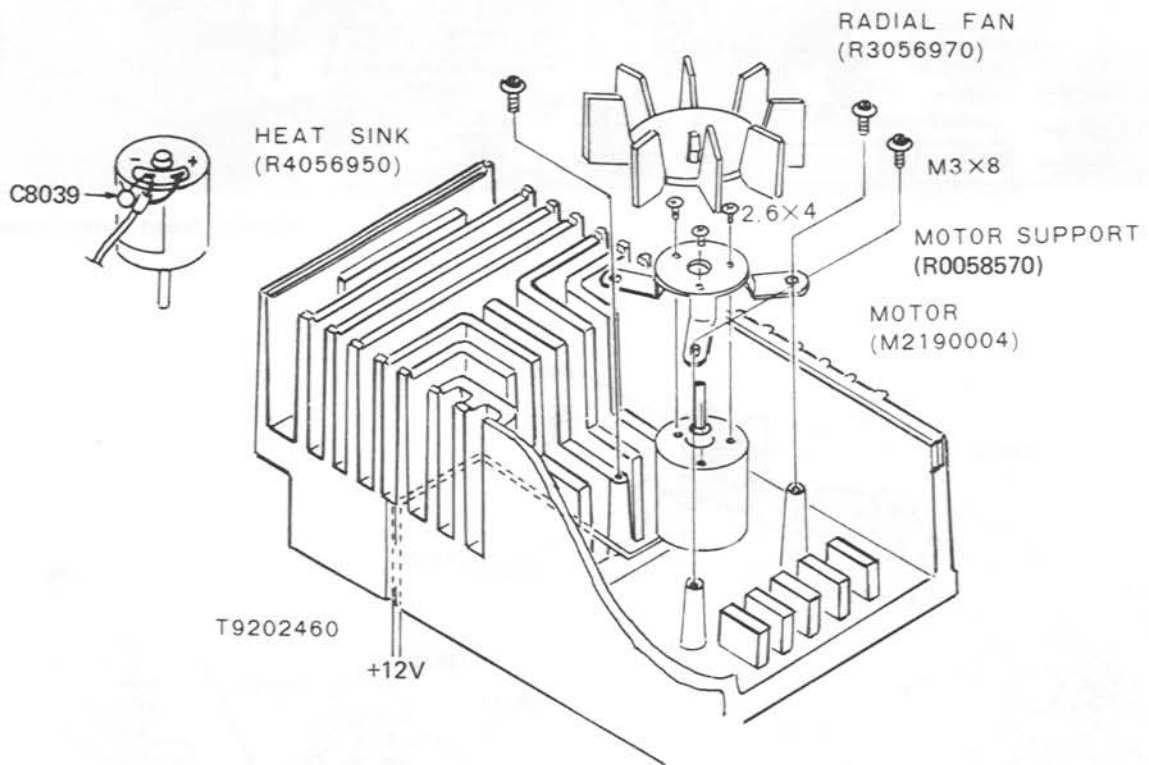 RADIAL FAN
(R3056970)
HEAT SINK
(R4056950)
C8039
- +
M3×8
2.6×4
MOTOR SUPPORT
(R0058570)
MOTOR
(M2190004)
T9202460
+12V